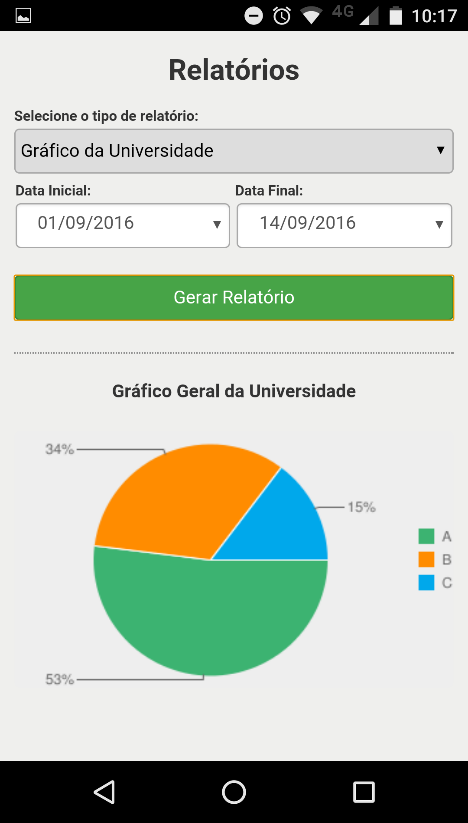 4G 10:17
Relatórios
Selecione o tipo de relatório:
Gráfico da Universidade
Data Inicial: Data Final:
01/09/2016 14/09/2016
Gerar Relatório
Gráfico Geral da Universidade
34%
15%
A
B
C
53%